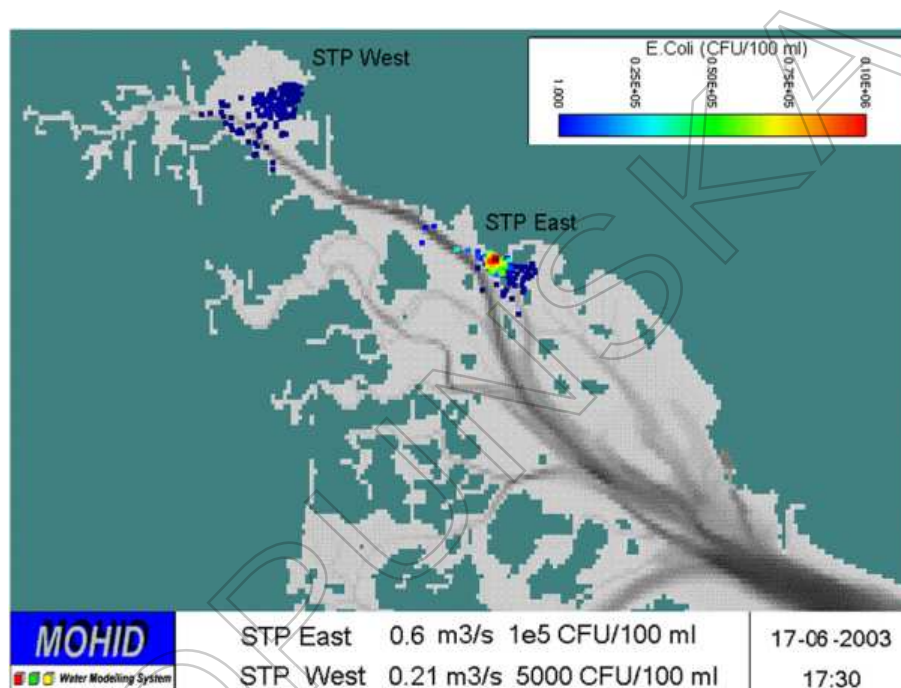 STP West
E.Coli (CFU/100 ml)
1.000
0.25E+05
0.50E+05
0.75E+05
0.10E+06
STP East
MOHID
Water Modelling System
STP East 0.6 m3/s 1e5 CFU/100 ml
STP West 0.21 m3/s 5000 CFU/100 ml
17-06-2003
17:30